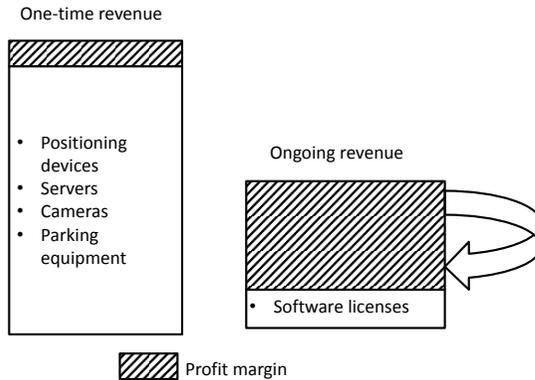 One-time revenue
• Positioning
devices
• Servers
• Cameras
• Parking
equipment
Ongoing revenue
• Software licenses
Profit margin